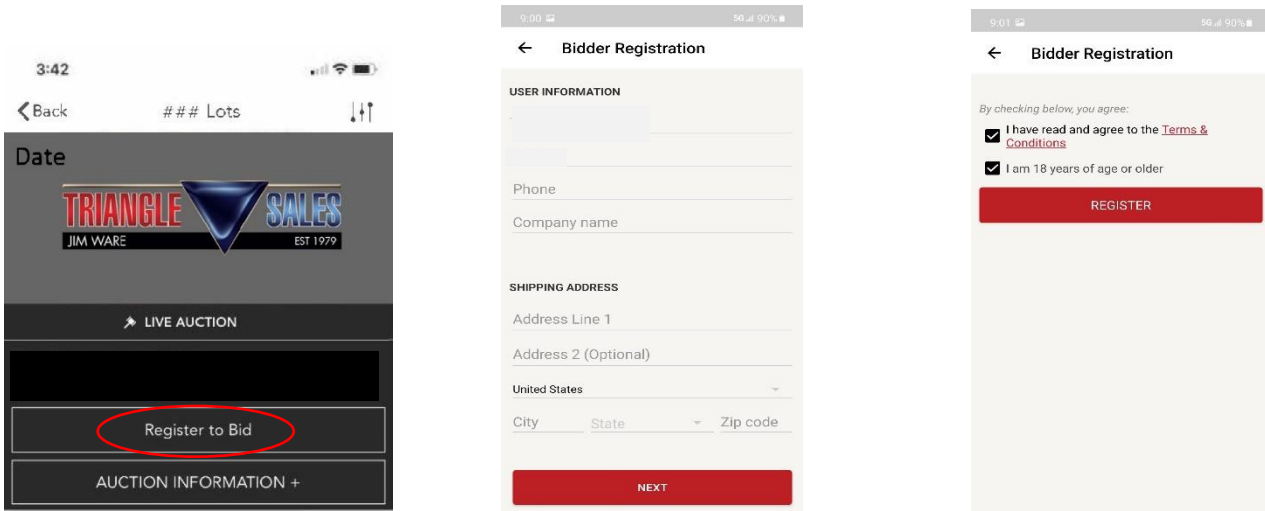 3:42
Back
### Lots
Date
TRIANGLE SALES
JIM WARE EST 1979
LIVE AUCTION
Register to Bid
AUCTION INFORMATION +
9:00 5G 90%
Bidder Registration
USER INFORMATION
Phone
Company name
SHIPPING ADDRESS
Address Line 1
Address 2 (Optional)
United States
City State Zip code
NEXT
9:01 5G 90%
Bidder Registration
By checking below, you agree:
I have read and agree to the Terms &
Conditions
I am 18 years of age or older
REGISTER